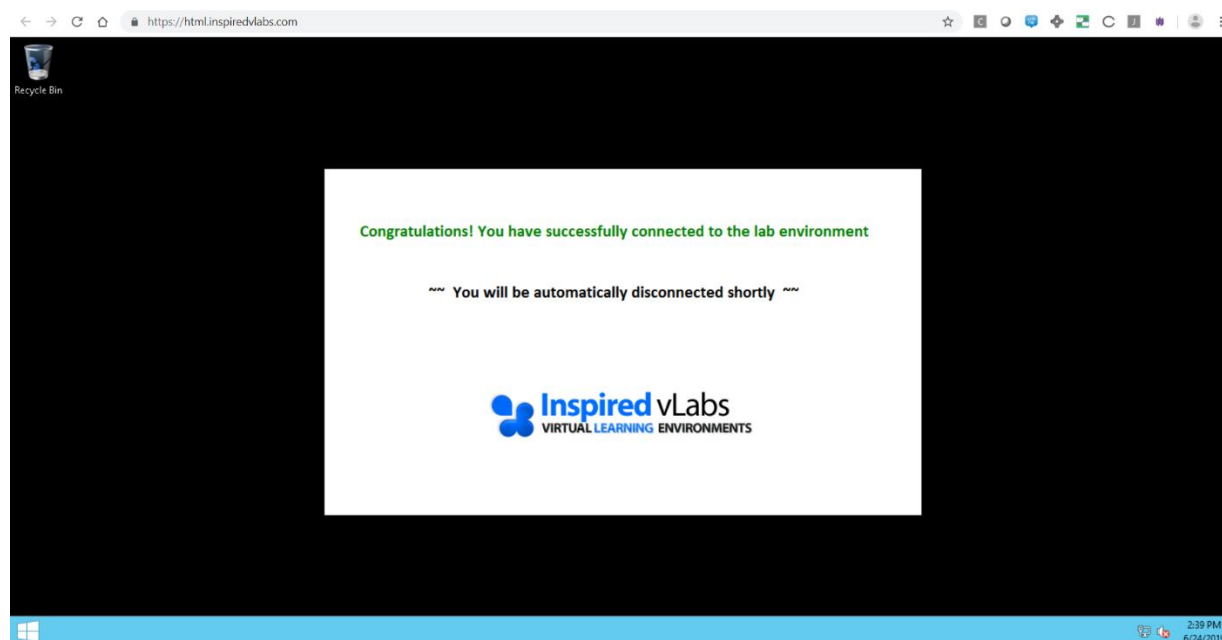 https://html.inspiredvlabs.com
Recycle Bin
Congratulations! You have successfully connected to the lab environment
~~ You will be automatically disconnected shortly ~~
Inspired vLabs
VIRTUAL LEARNING ENVIRONMENTS
2:39 PM